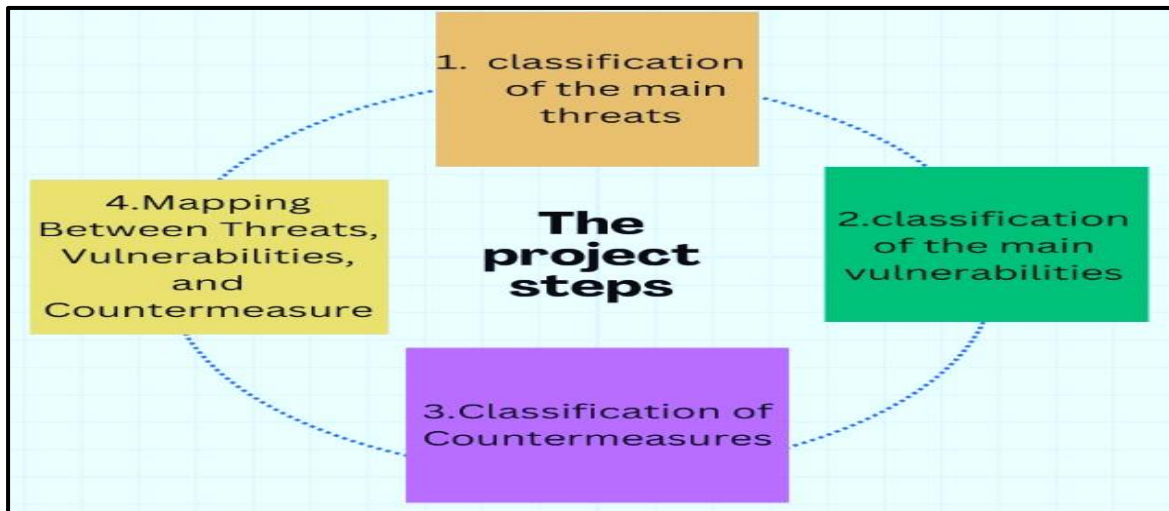 1. classification
of the main
threats
2.classification
of the main
vulnerabilities
The
project
steps
4.Mapping
Between Threats,
Vulnerabilities,
and
Countermeasure
3.Classification of
Countermeasures